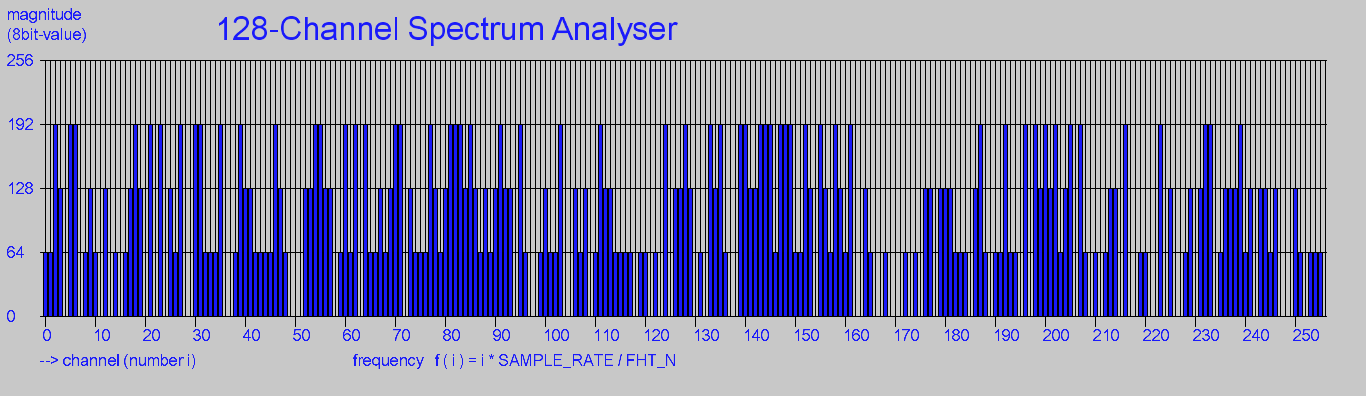 magnitude
(8bit-value)
128-Channel Spectrum Analyser
256
192
128
64
0
0 10 20 30 40 50 60 70 80 90 100 110 120 130 140 150 160 170 180 190 200 210 220 230 240 250
--> channel (number i)
frequency f ( i ) = i * SAMPLE_RATE / FHT_N